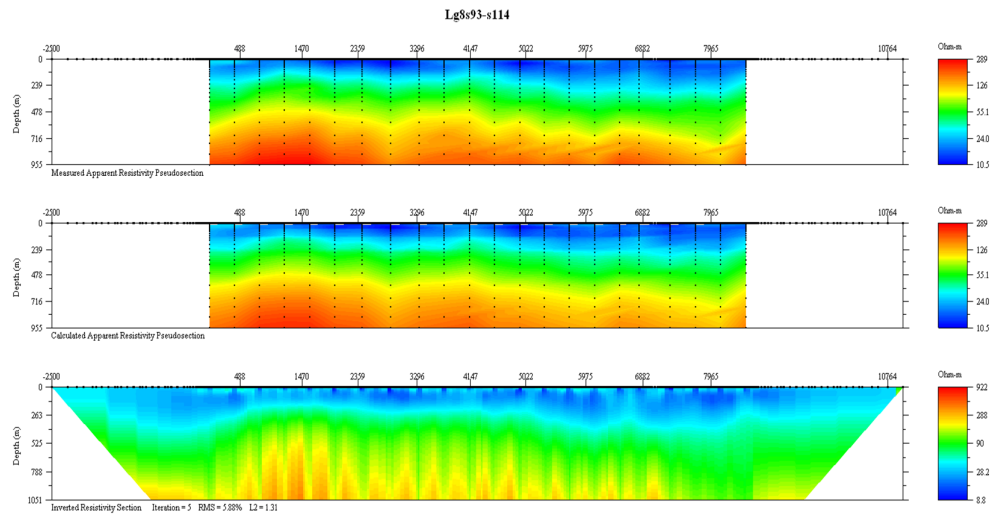 Lg8s93-s114
-2500 488 1470 2359 3296 4147 5022 5975 6882 7965 10764
Ohm-m
Depth (m)
0
239
478
716
955
289
126
55.1
24.0
10.5
Measured Apparent Resistivity Pseudosection
-2500 488 1470 2359 3296 4147 5022 5975 6882 7965 10764
Ohm-m
Depth (m)
0
239
478
716
955
289
126
55.1
24.0
10.5
Calculated Apparent Resistivity Pseudosection
-2500 488 1470 2359 3296 4147 5022 5975 6882 7965 10764
Ohm-m
Depth (m)
0
263
525
788
1051
922
288
90
28.2
8.8
Inverted Resistivity Section Iteration = 5 RMS = 5.88% L2 = 1.31